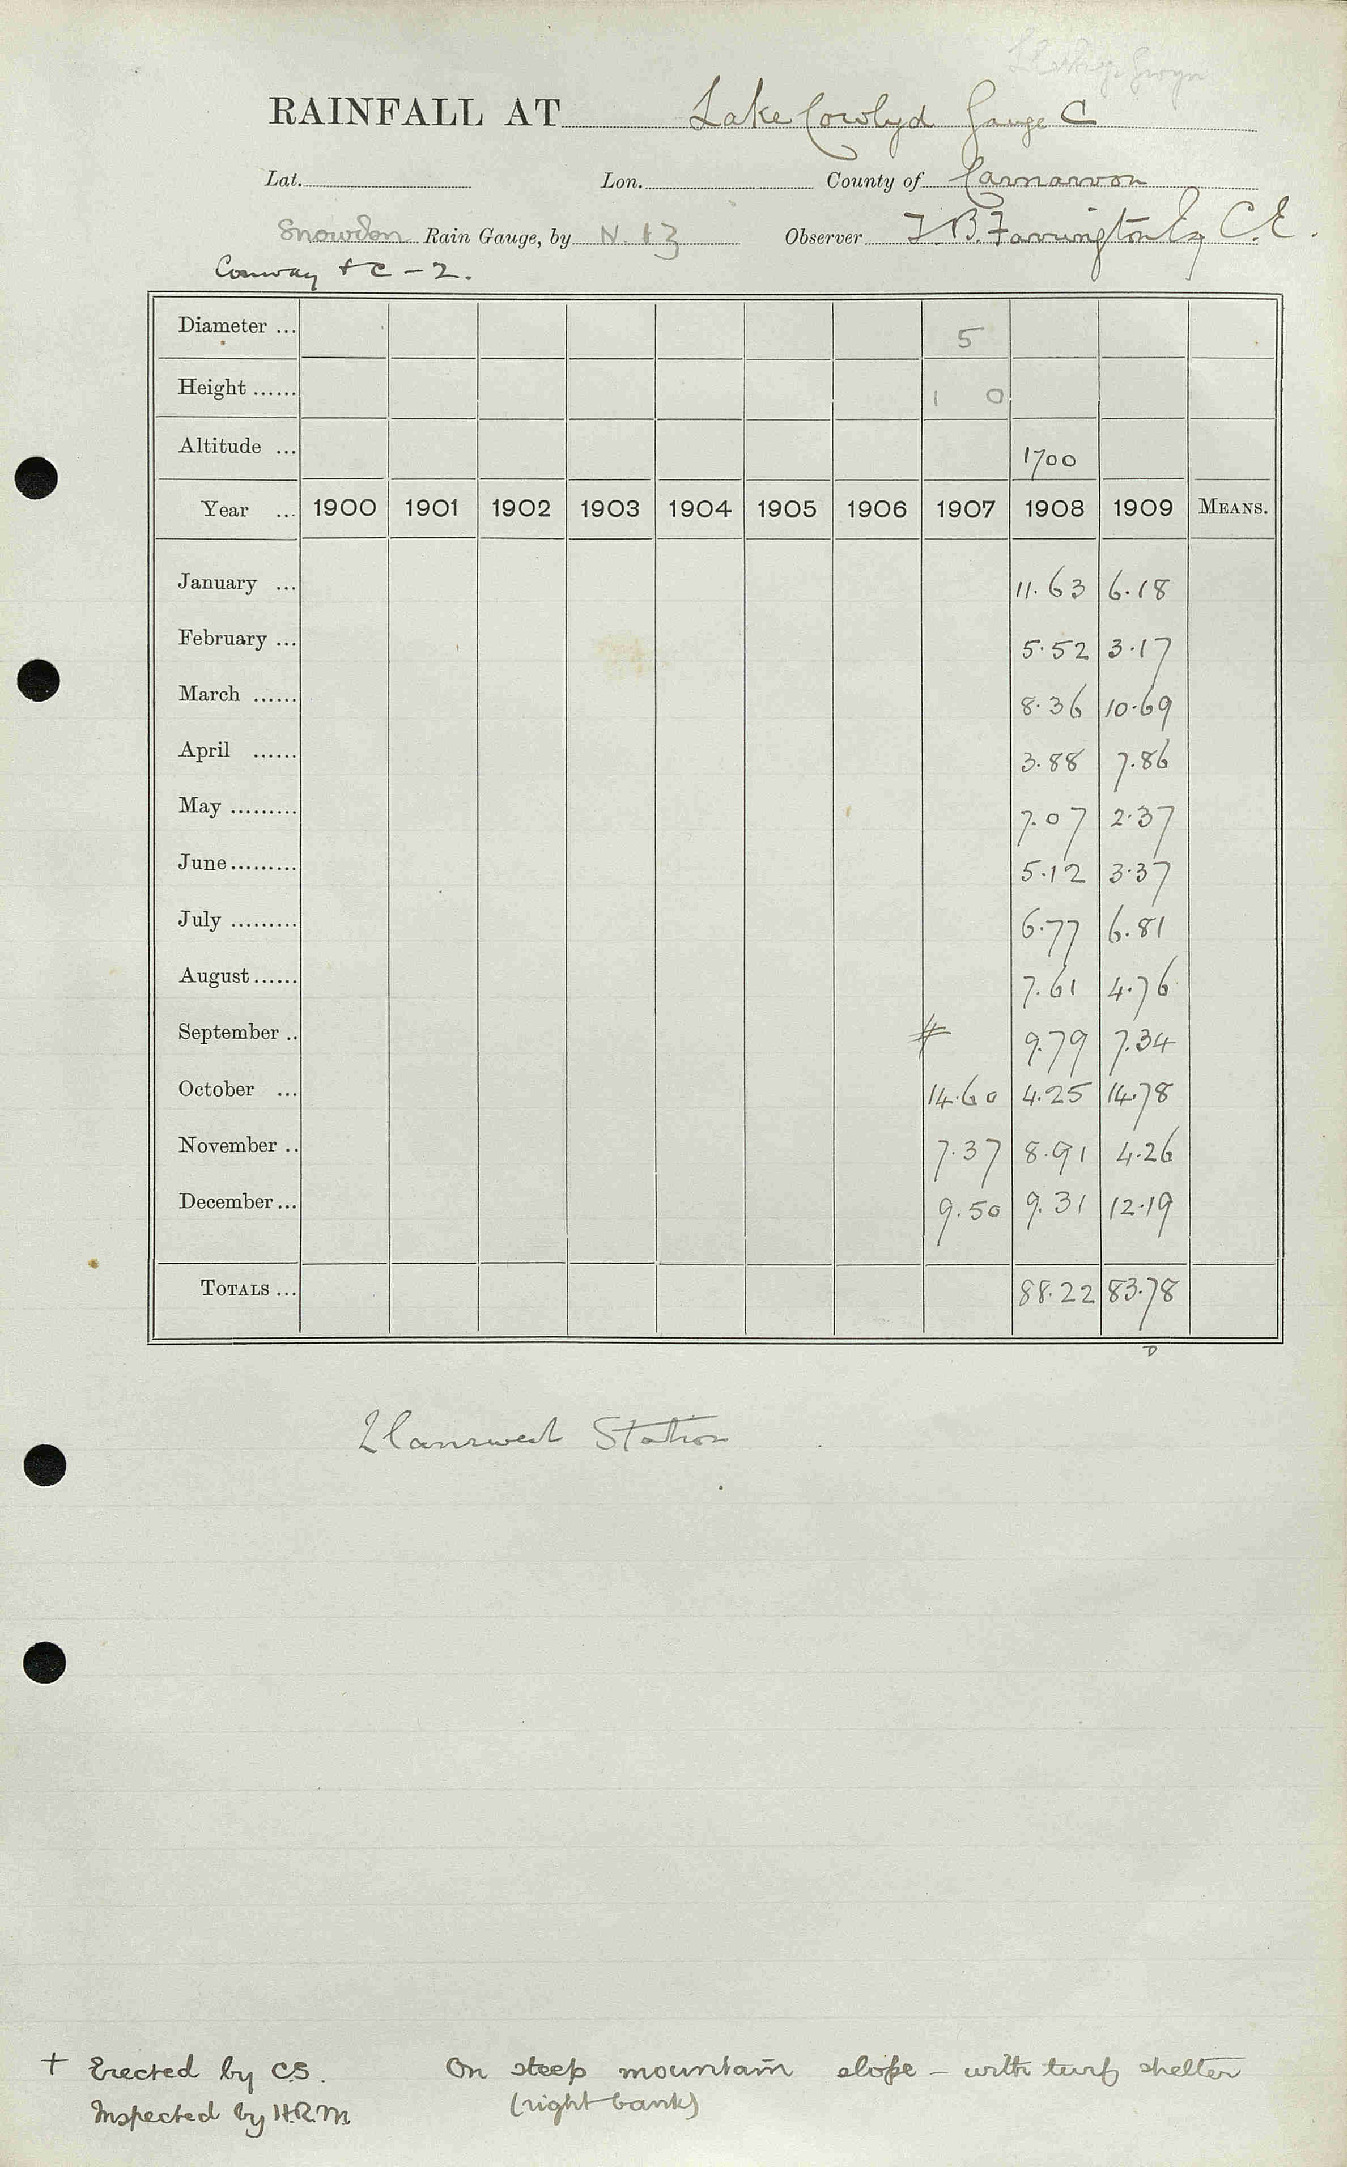 RAINFALL AT Lake Cowlyd Gauge C
Lat. Lon. County of Carnarvon
Snowdon Rain Gauge, by N. 13 Observer T. B. Farrington Esq C.E.
Conway + C - 2.
Diameter ... 5
Height ...... 1 0
Altitude ... 1700
Year ... 1900 1901 1902 1903 1904 1905 1906 1907 1908 1909 MEANS.
January ... 11.63 6.18
February ... 5.52 3.17
March ...... 8.36 10.69
April ...... 3.88 7.86
May ......... 7.07 2.37
June ......... 5.12 3.37
July ......... 6.77 6.81
August ...... 7.61 4.76
September .. # 9.79 7.34
October ... 14.60 4.25 14.78
November .. 7.37 8.91 4.26
December ... 9.50 9.31 12.19
TOTALS ... 88.22 83.78
D
Llanrwst Station
+ Erected by CS. On steep mountain slope - with turf shelter
Inspected by H.R.M. (right bank)